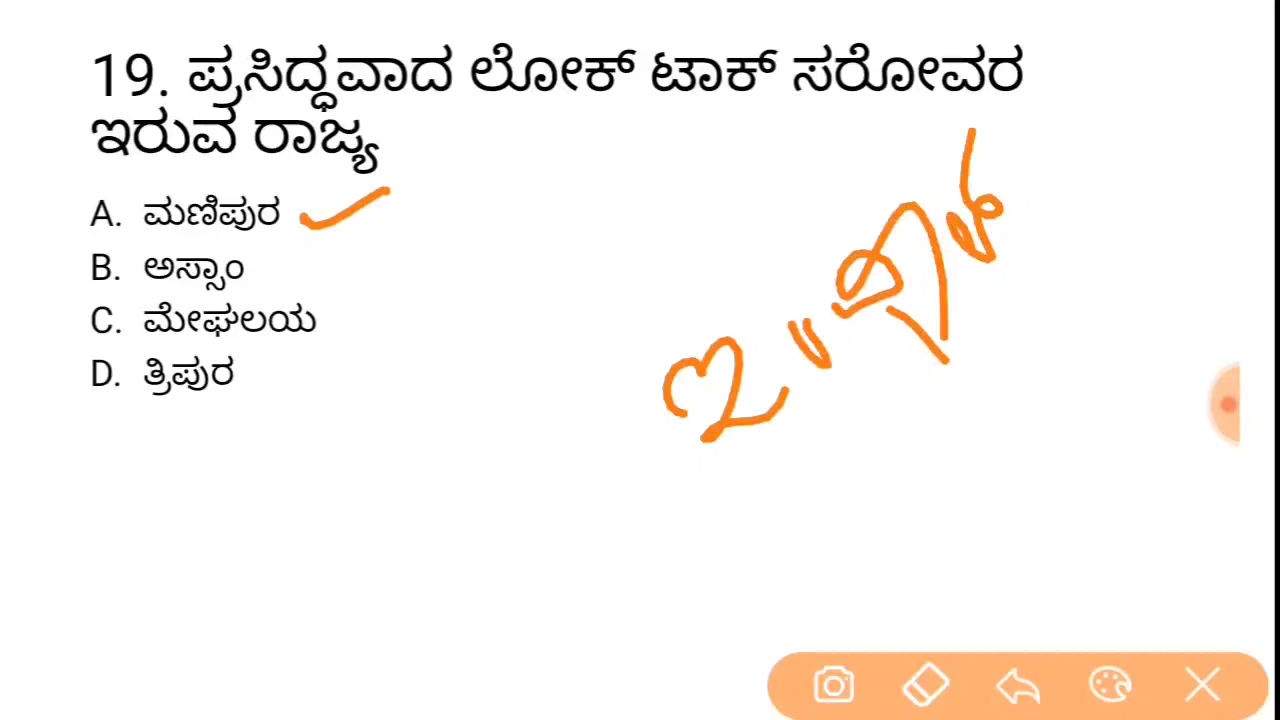 19. ಪ್ರಸಿದ್ಧವಾದ ಲೋಕ್ ಟಾಕ್ ಸರೋವರ
ಇರುವ ರಾಜ್ಯ
A. ಮಣಿಪುರ
B. ಅಸ್ಸಾಂ
C. ಮೇಘಲಯ
D. ತ್ರಿಪುರ